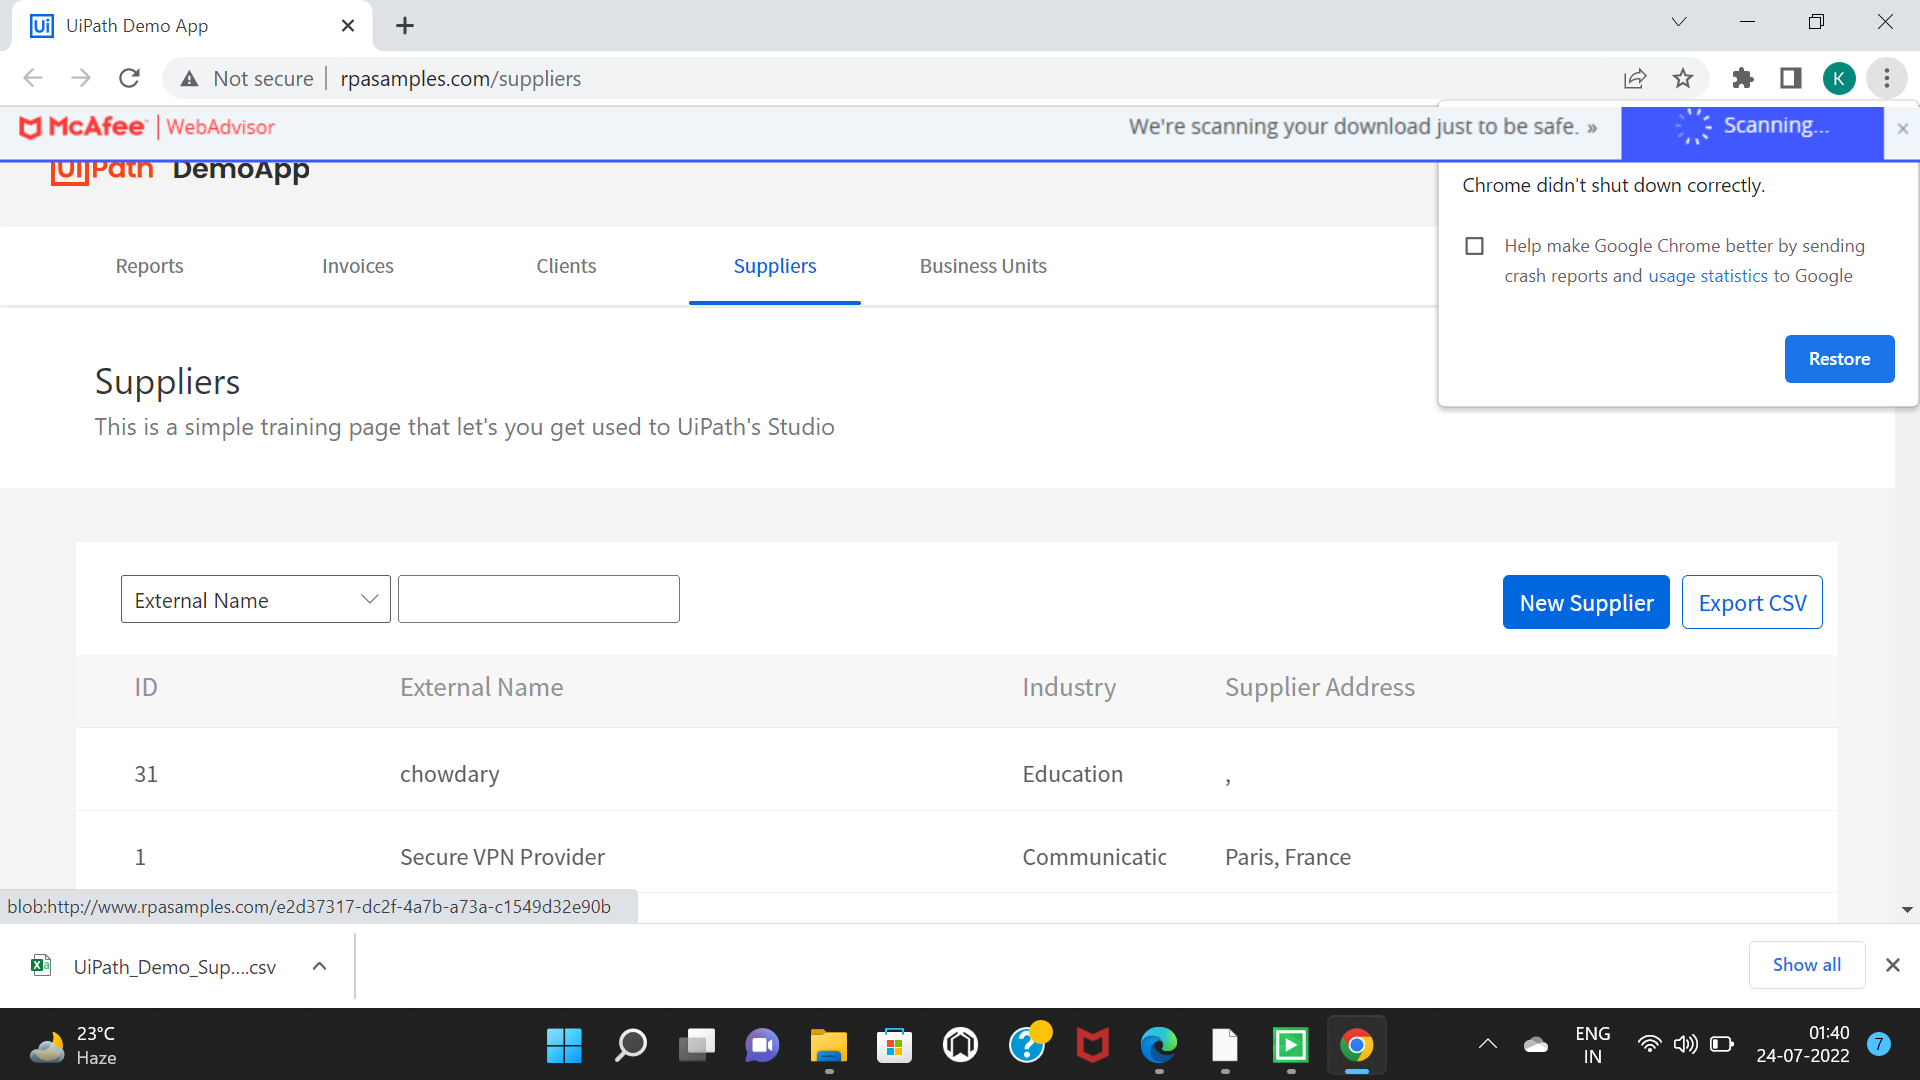 UiPath Demo App
Not secure | rpasamples.com/suppliers
K
McAfee | WebAdvisor
We're scanning your download just to be safe. »
Scanning...
UiPath DemoApp
Chrome didn't shut down correctly.
Help make Google Chrome better by sending
crash reports and usage statistics to Google
Restore
Reports Invoices Clients Suppliers Business Units
Suppliers
This is a simple training page that let's you get used to UiPath's Studio
External Name
New Supplier Export CSV
ID External Name Industry Supplier Address
31 chowdary Education ,
1 Secure VPN Provider Communicatic Paris, France
blob:http://www.rpasamples.com/e2d37317-dc2f-4a7b-a73a-c1549d32e90b
UiPath_Demo_Sup....csv
Show all
23°C
Haze
ENG
IN
01:40
24-07-2022
7